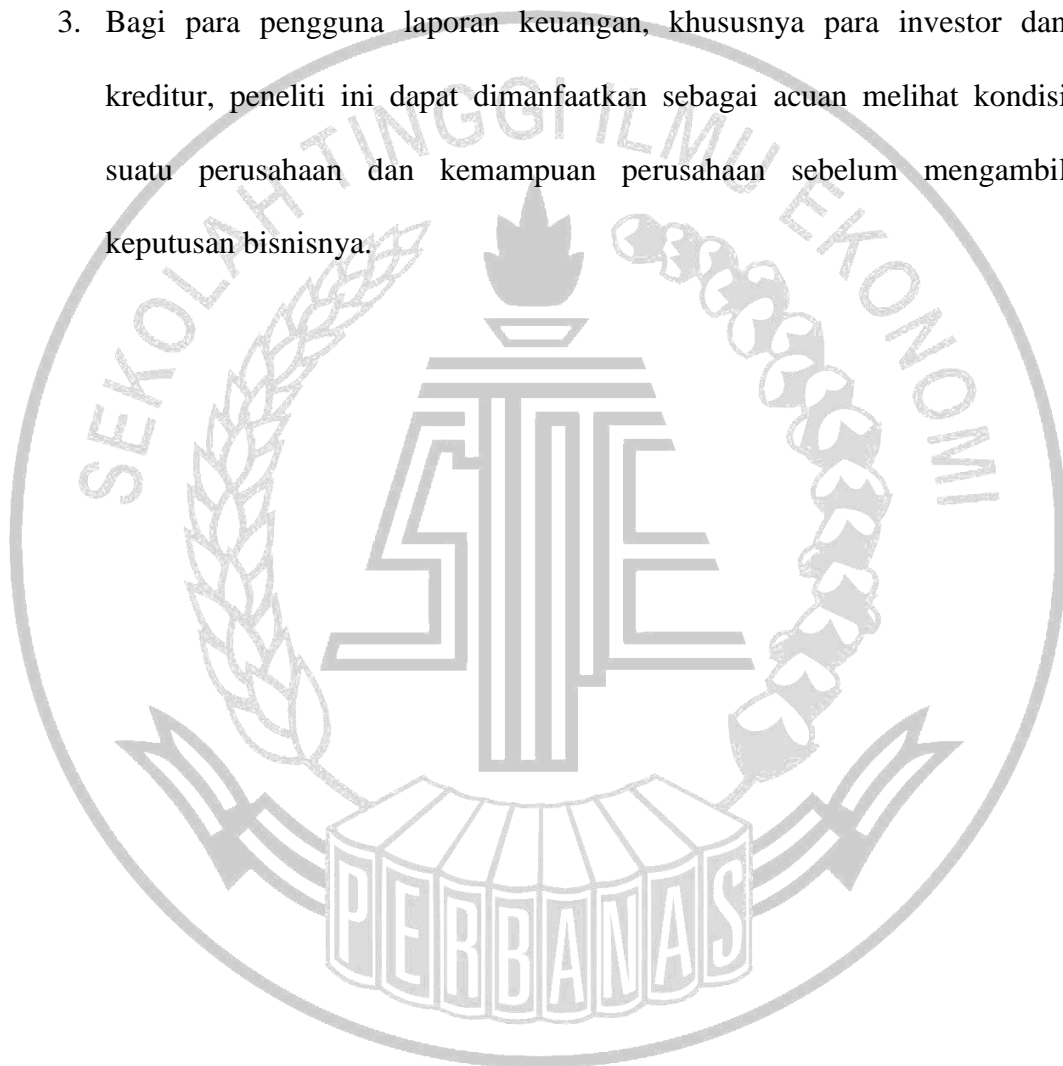 3. Bagi para pengguna laporan keuangan, khususnya para investor dan
kreditur, peneliti ini dapat dimanfaatkan sebagai acuan melihat kondisi
suatu perusahaan dan kemampuan perusahaan sebelum mengambil
keputusan bisnisnya.
SEKOLAH TINGGI ILMU EKONOMI
STIE
PERBANAS